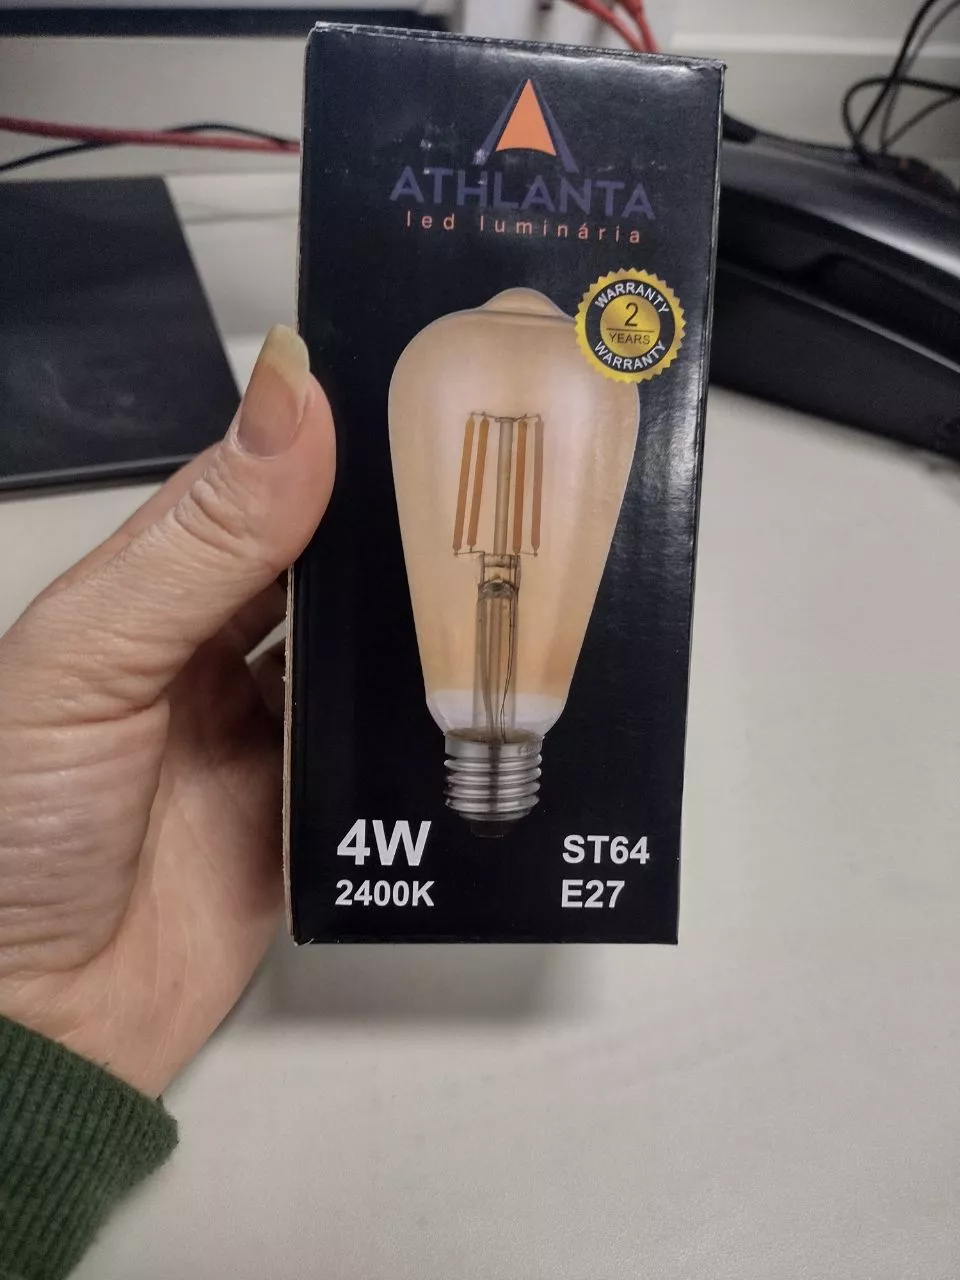 ATHLANTA
led luminária
WARRANTY
2
YEARS
WARRANTY
4W
2400K
ST64
E27